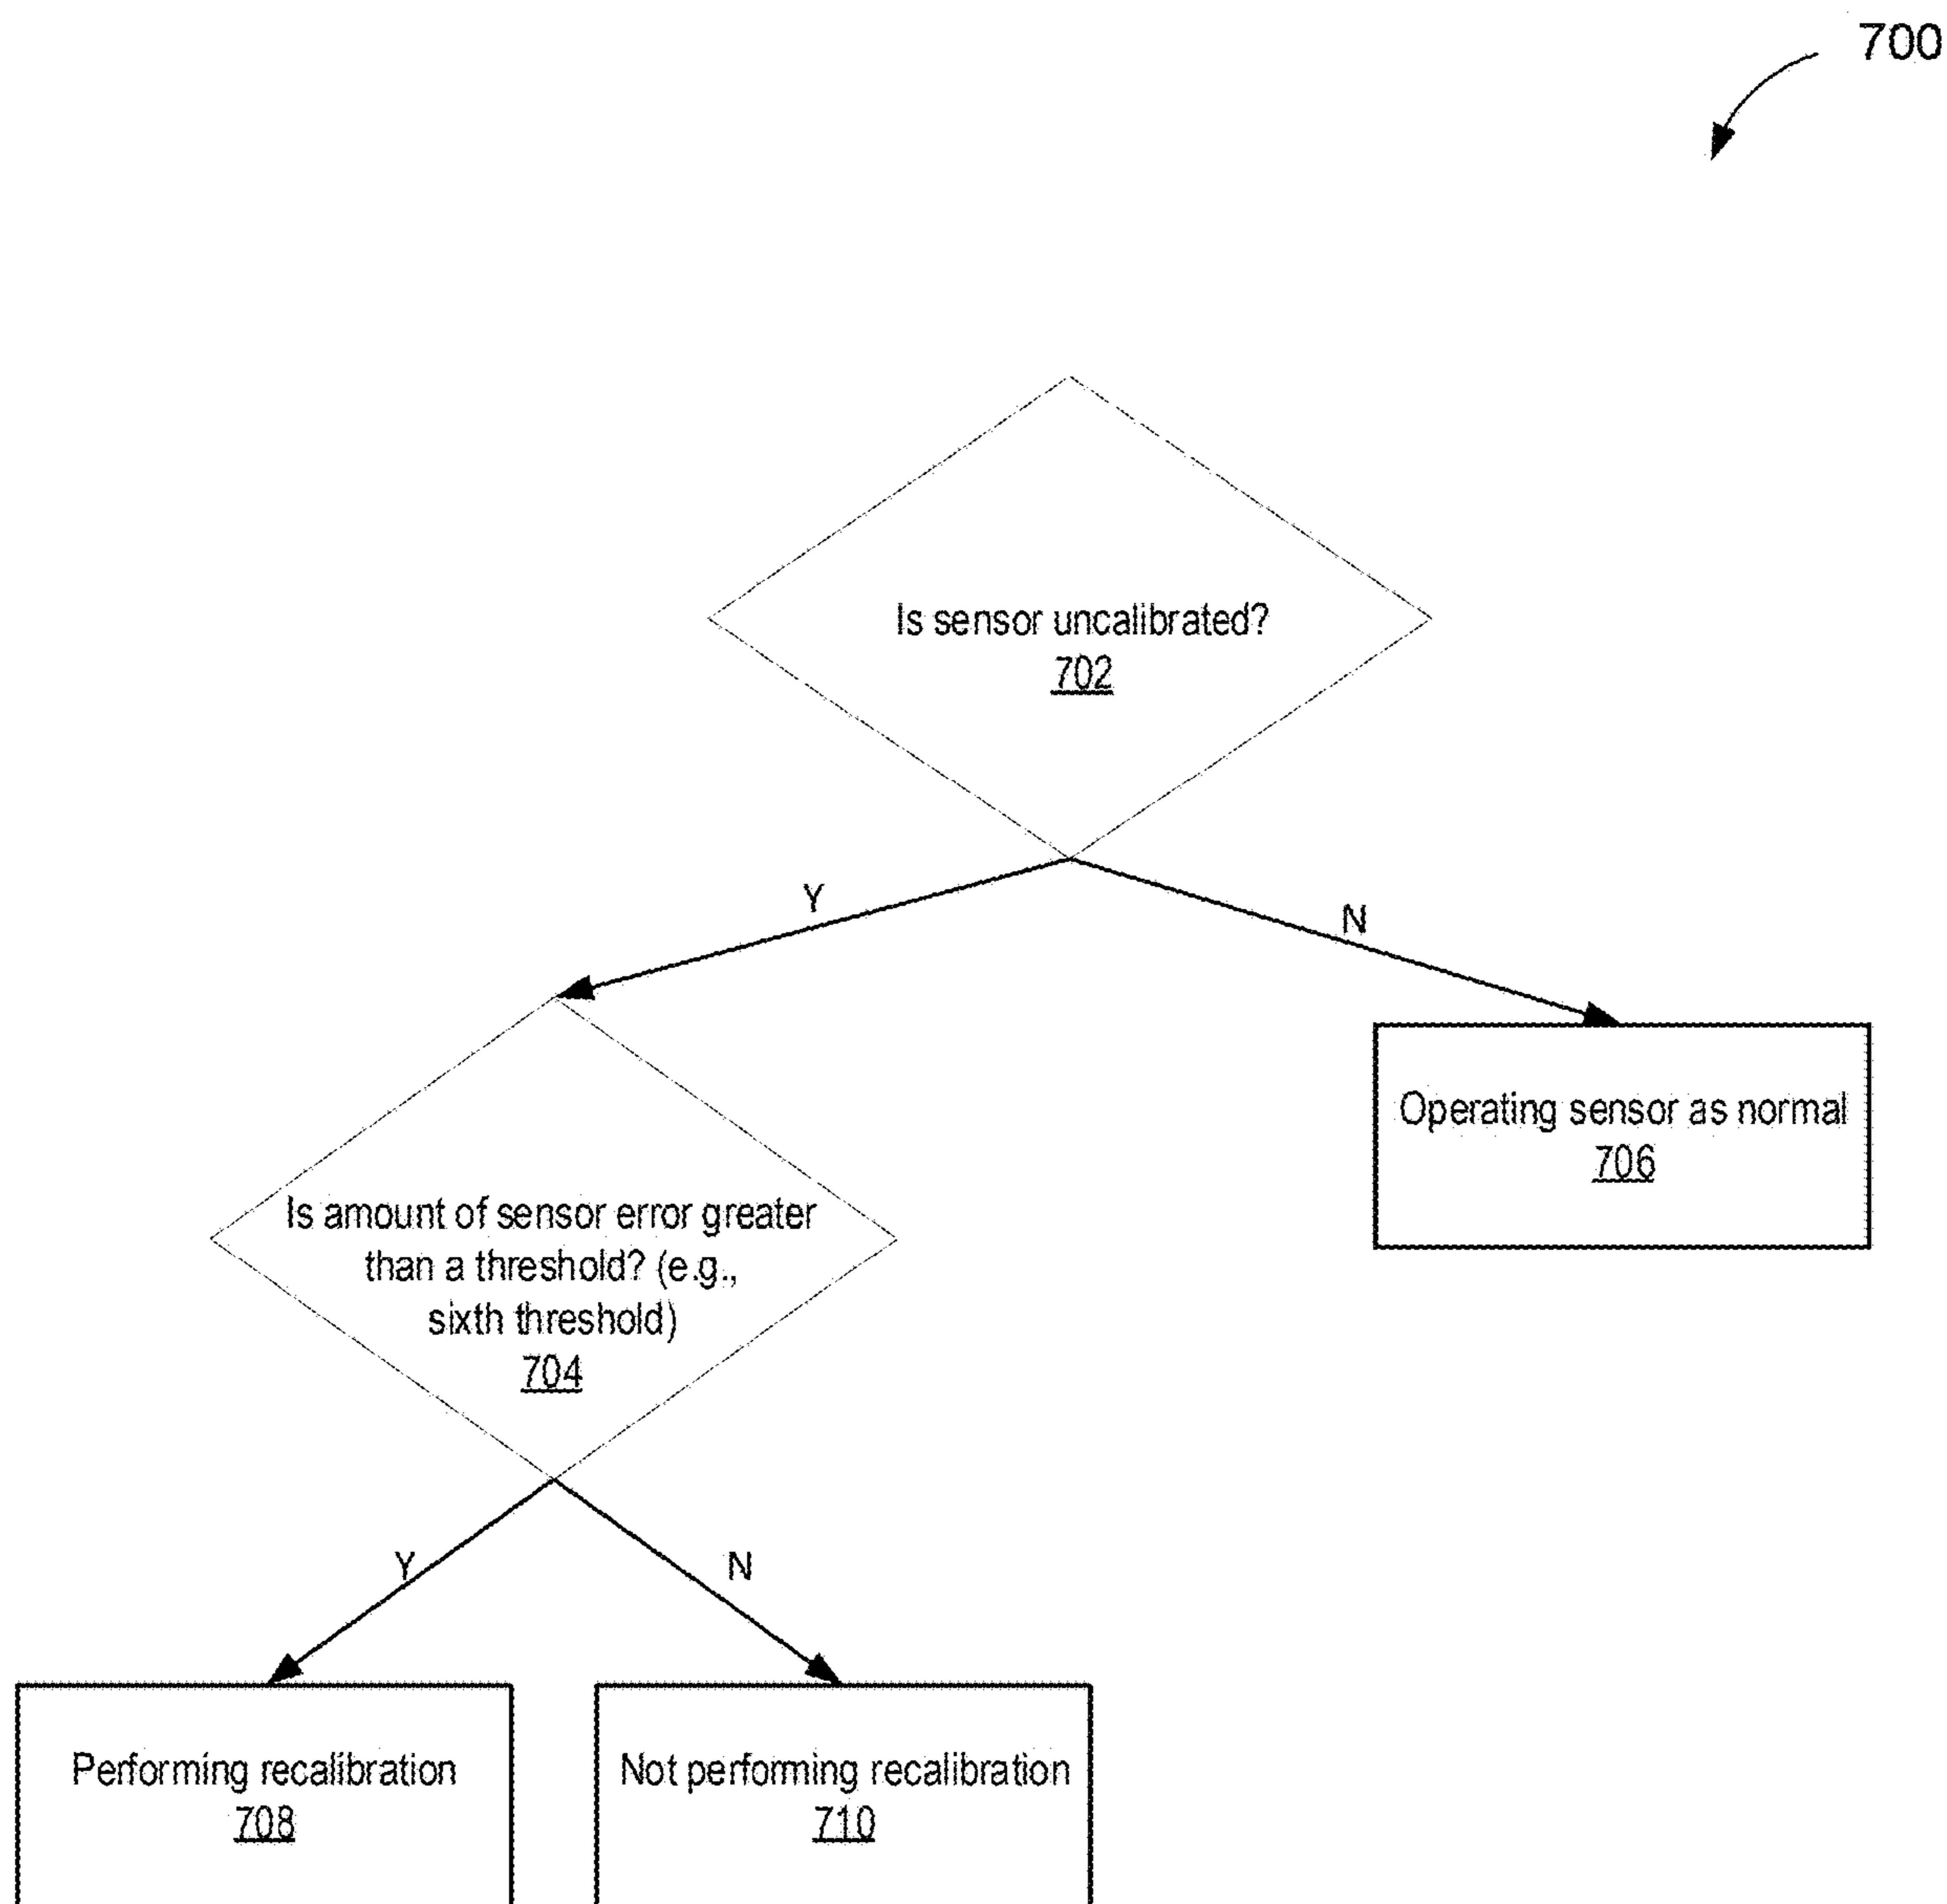 700
Is sensor uncalibrated?
702
Y
N
Operating sensor as normal
706
Is amount of sensor error greater
than a threshold? (e.g.,
sixth threshold)
704
Y
N
Performing recalibration
708
Not performing recalibration
710